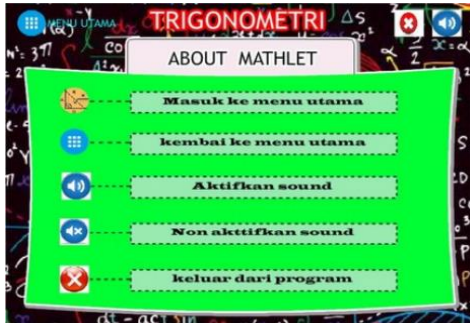 MENU UTAMA
TRIGONOMETRI
ABOUT MATHLET
Masuk ke menu utama
kembai ke menu utama
Aktifkan sound
Non akttifkan sound
keluar dari program